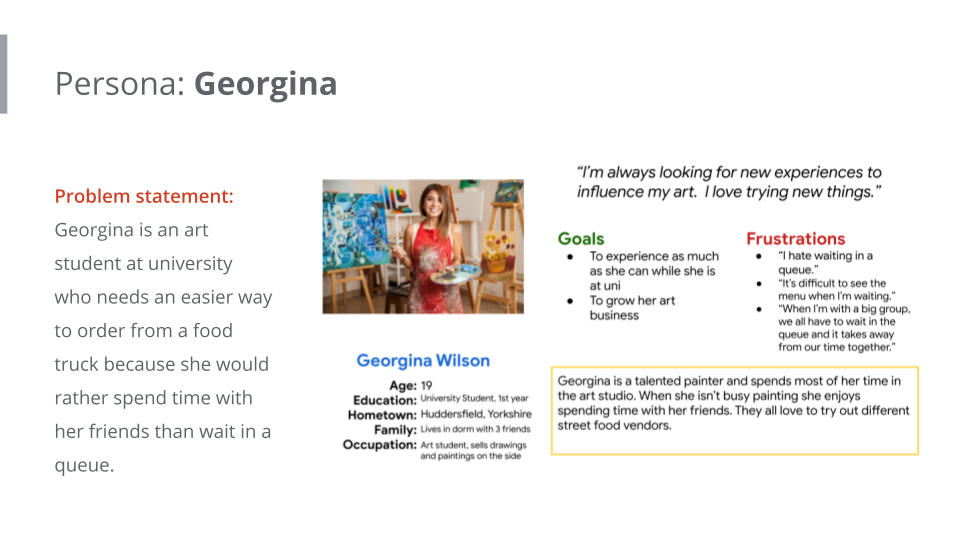 Persona: Georgina
Problem statement:
Georgina is an art
student at university
who needs an easier way
to order from a food
truck because she would
rather spend time with
her friends than wait in a
queue.
Georgina Wilson
Age: 19
Education: University Student, 1st year
Hometown: Huddersfield, Yorkshire
Family: Lives in dorm with 3 friends
Occupation: Art student, sells drawings
and paintings on the side
“I’m always looking for new experiences to
influence my art. I love trying new things.”
Goals
● To experience as much
as she can while she is
at uni
● To grow her art
business
Frustrations
● “I hate waiting in a
queue.”
● “It’s difficult to see the
menu when I’m waiting.”
● “When I’m with a big group,
we all have to wait in the
queue and it takes away
from our time together.”
Georgina is a talented painter and spends most of her time in
the art studio. When she isn’t busy painting she enjoys
spending time with her friends. They all love to try out different
street food vendors.